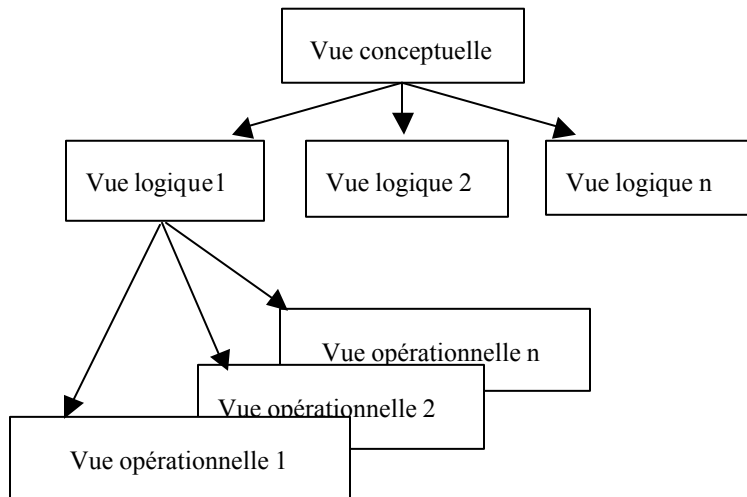 Vue conceptuelle
Vue logique1
Vue logique 2
Vue logique n
Vue opérationnelle n
Vue opérationnelle 2
Vue opérationnelle 1